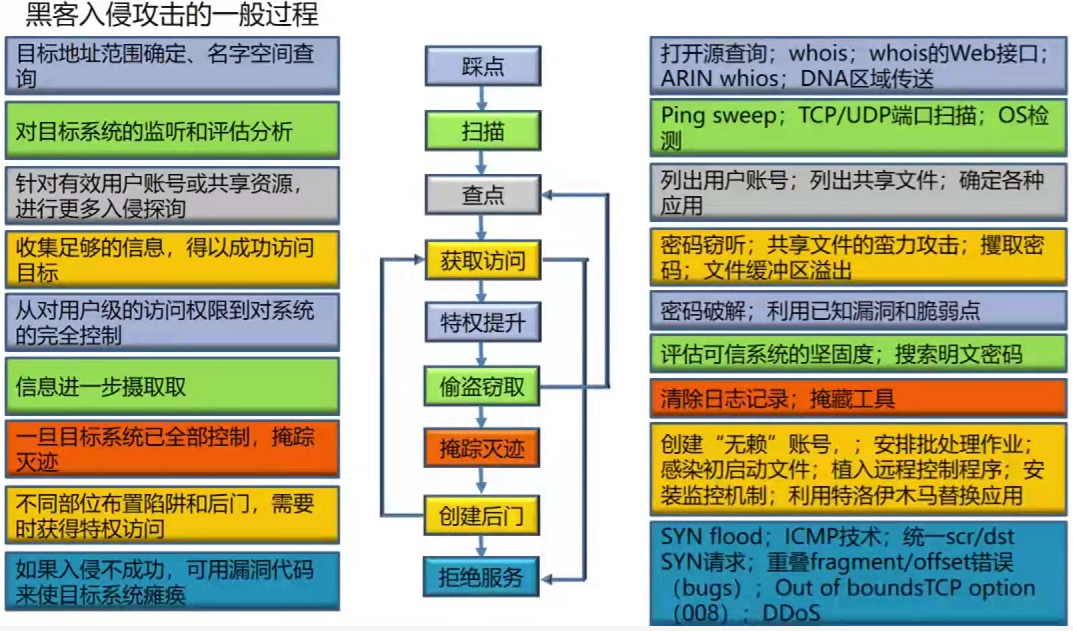 黑客入侵攻击的一般过程
目标地址范围确定、名字空间查
询
踩点
打开源查询；whois；whois的Web接口；
ARIN whios；DNA区域传送
对目标系统的监听和评估分析
扫描
Ping sweep；TCP/UDP端口扫描；OS检
测
针对有效用户账号或共享资源，
进行更多入侵探询
查点
列出用户账号；列出共享文件；确定各种
应用
收集足够的信息，得以成功访问
目标
获取访问
密码窃听；共享文件的蛮力攻击；攫取密
码；文件缓冲区溢出
从对用户级的访问权限到对系统
的完全控制
特权提升
密码破解；利用已知漏洞和脆弱点
信息进一步摄取取
偷盗窃取
评估可信系统的坚固度；搜索明文密码
一旦目标系统已全部控制，掩踪
灭迹
掩踪灭迹
清除日志记录；掩藏工具
不同部位布置陷阱和后门，需要
时获得特权访问
创建后门
创建“无赖”账号，；安排批处理作业；
感染初启动文件；植入远程控制程序；安
装监控机制；利用特洛伊木马替换应用
如果入侵不成功，可用漏洞代码
来使目标系统瘫痪
拒绝服务
SYN flood；ICMP技术；统一scr/dst
SYN请求；重叠fragment/offset错误
（bugs）；Out of boundsTCP option
（008）；DDoS